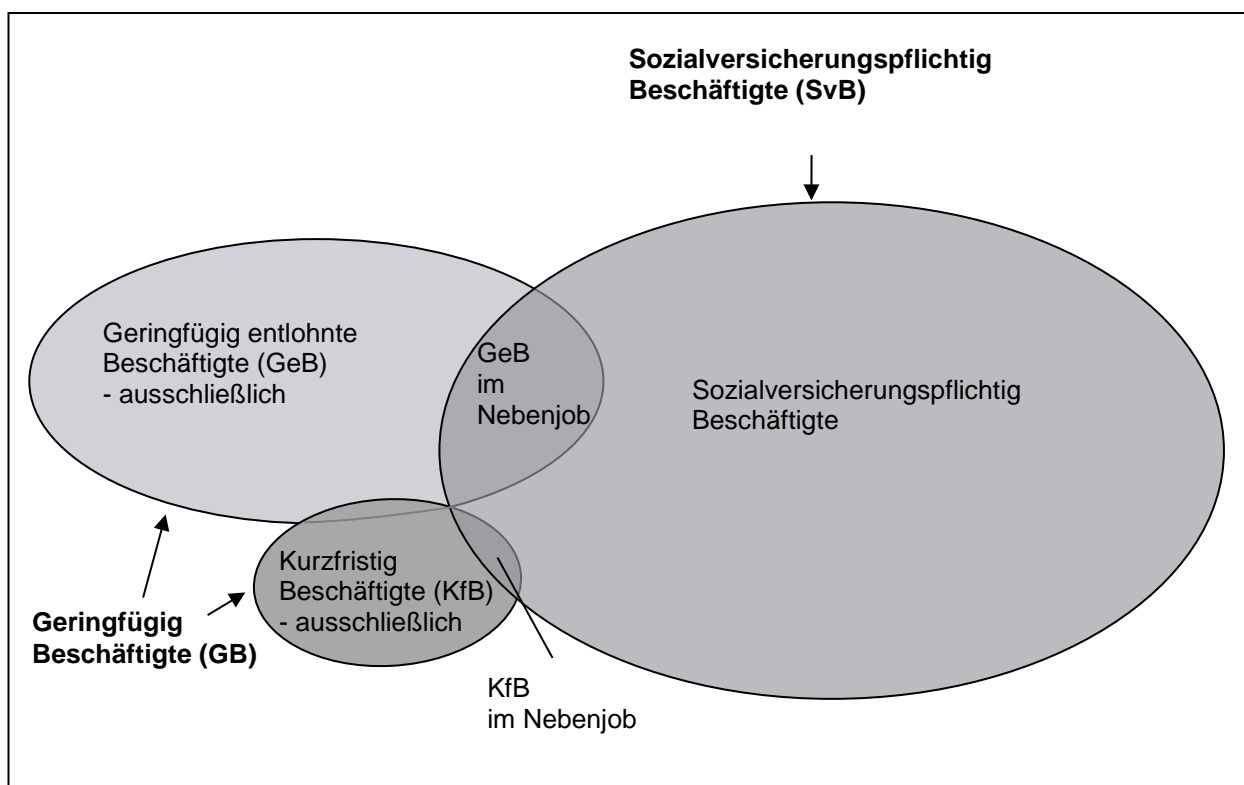 Sozialversicherungspflichtig
Beschäftigte (SvB)
Geringfügig entlohnte
Beschäftigte (GeB)
- ausschließlich
GeB
im
Nebenjob
Sozialversicherungspflichtig
Beschäftigte
Kurzfristig
Beschäftigte (KfB)
- ausschließlich
Geringfügig
Beschäftigte (GB)
KfB
im Nebenjob